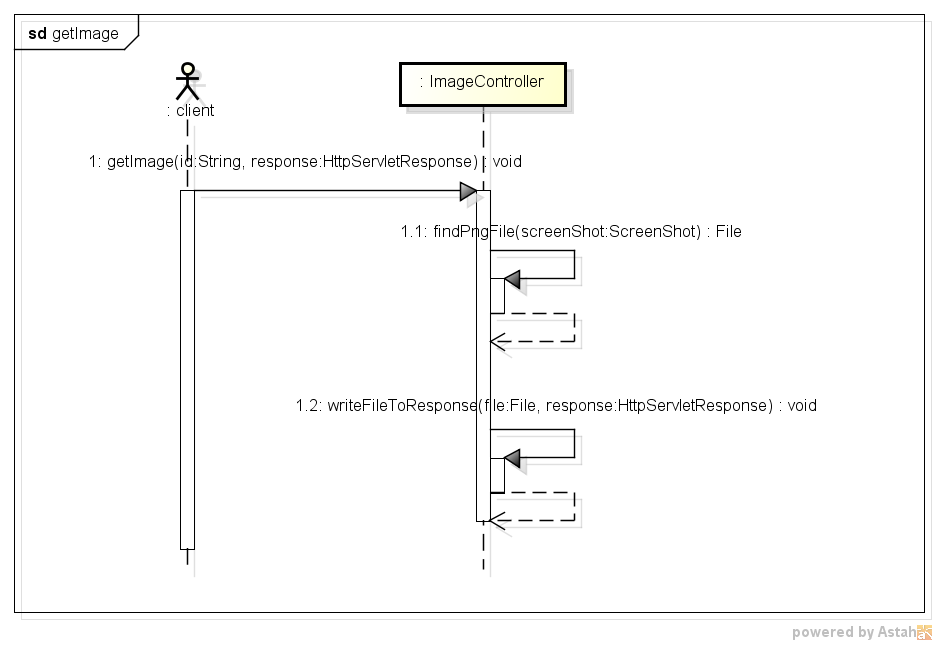 sd getImage
: client
: ImageController
1: getImage(id:String, response:HttpServletResponse) : void
1.1: findPngFile(screenShot:ScreenShot) : File
1.2: writeFileToResponse(file:File, response:HttpServletResponse) : void
powered by Astah